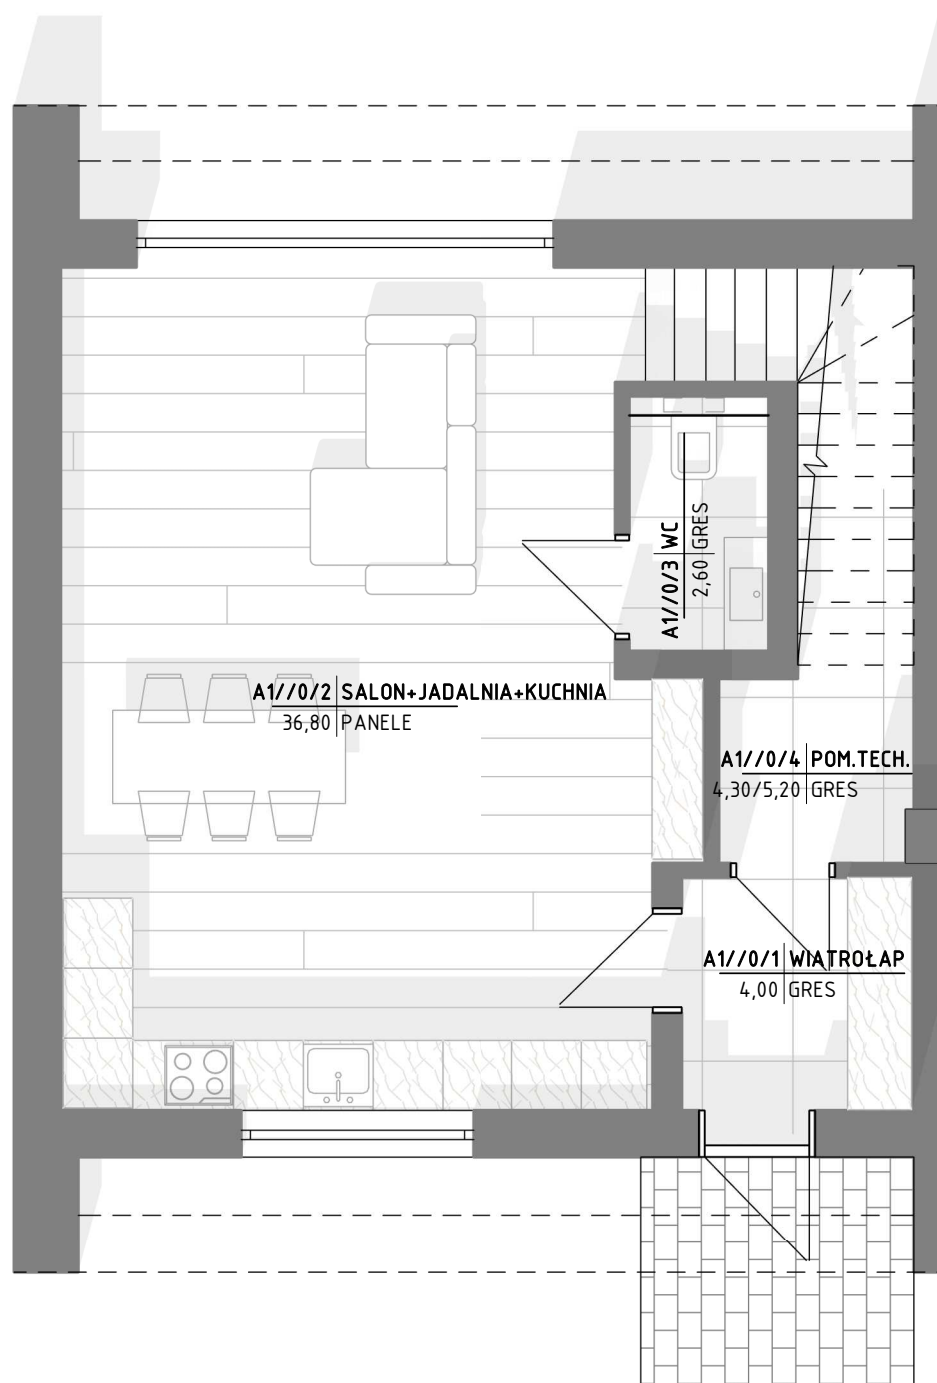 A1//0/3 WC
2,60 GRES
A1//0/2 SALON+JADALNIA+KUCHNIA
36,80 PANELE
A1//0/4 POM.TECH.
4,30/5,20 GRES
A1//0/1 WIATROŁAP
4,00 GRES